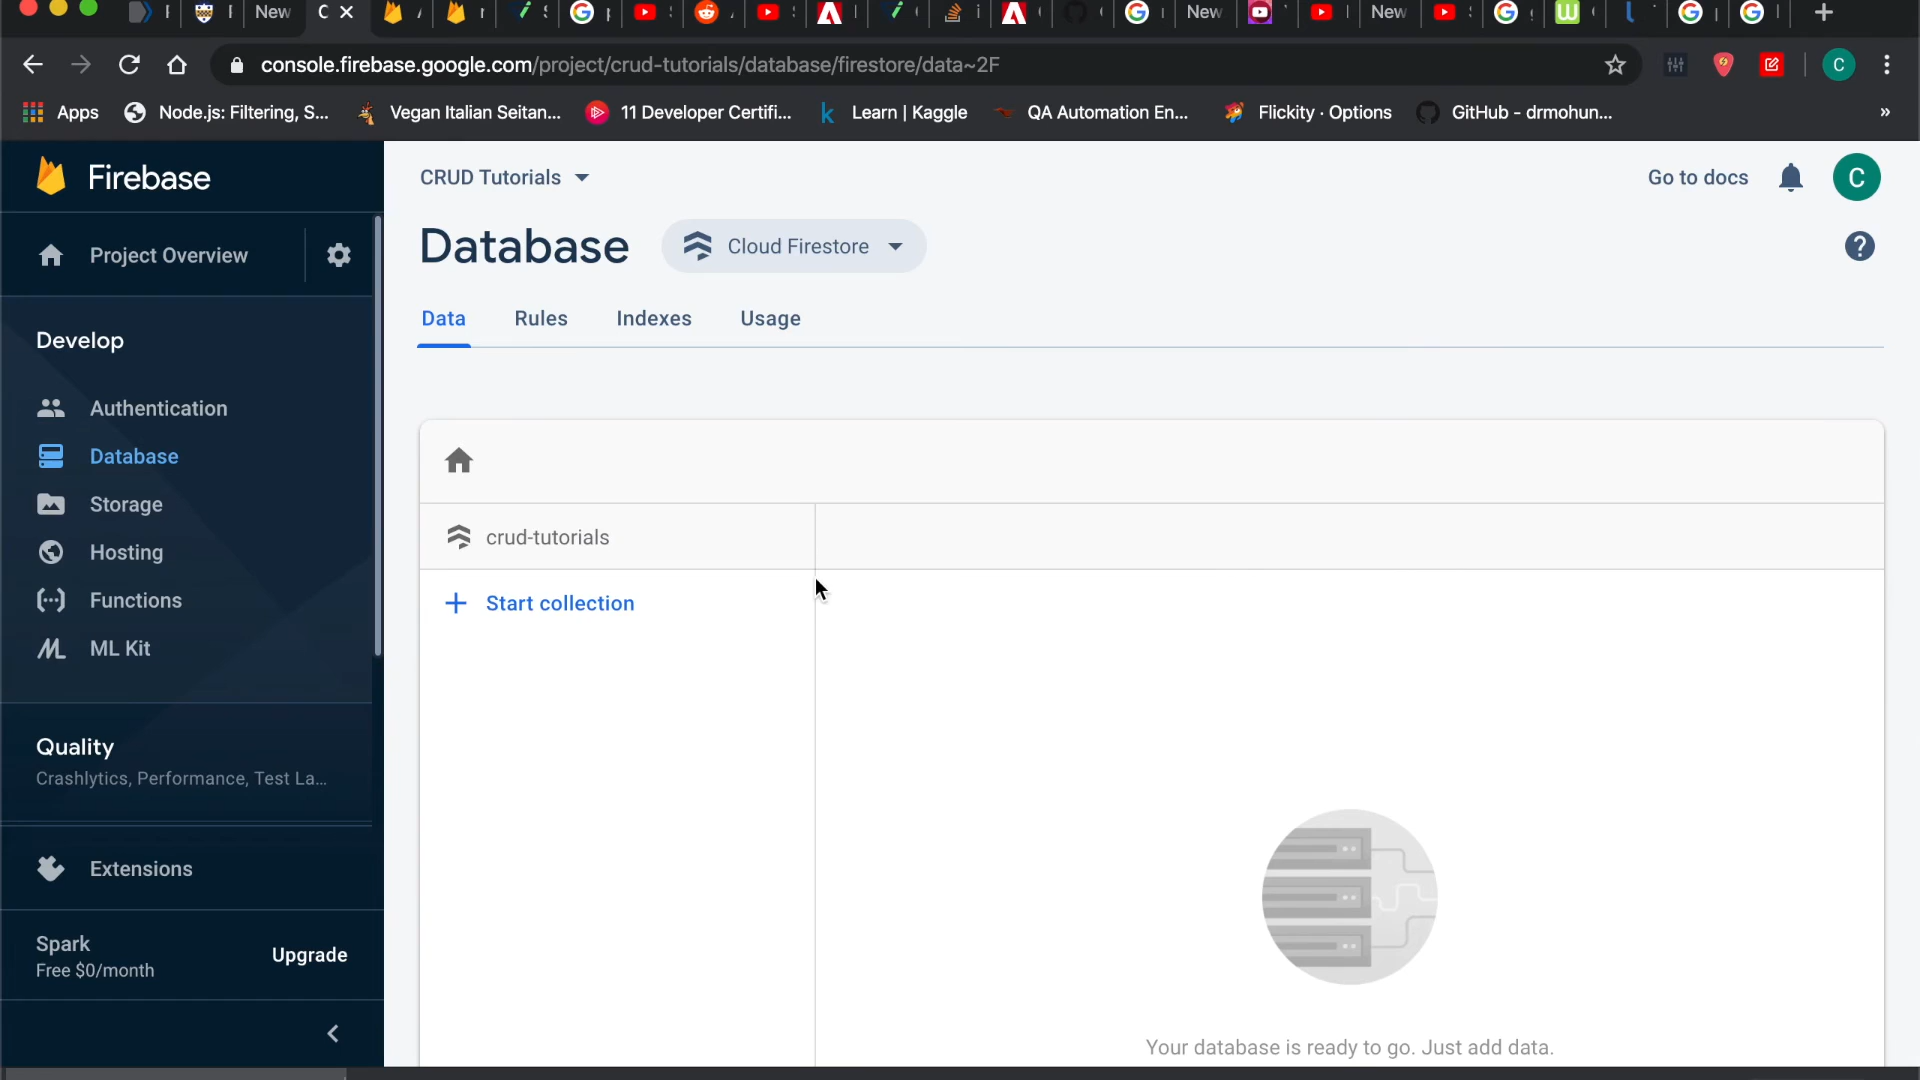 New
New
New
console.firebase.google.com/project/crud-tutorials/database/firestore/data~2F
C
Apps
Node.js: Filtering, S...
Vegan Italian Seitan...
11 Developer Certifi...
Learn | Kaggle
QA Automation En...
Flickity · Options
GitHub - drmohun...
»
Firebase
CRUD Tutorials
Go to docs
C
Project Overview
Database
Cloud Firestore
?
Data
Rules
Indexes
Usage
Develop
Authentication
Database
Storage
Hosting
Functions
ML Kit
crud-tutorials
+ Start collection
Quality
Crashlytics, Performance, Test La...
Extensions
Spark
Free $0/month
Upgrade
Your database is ready to go. Just add data.